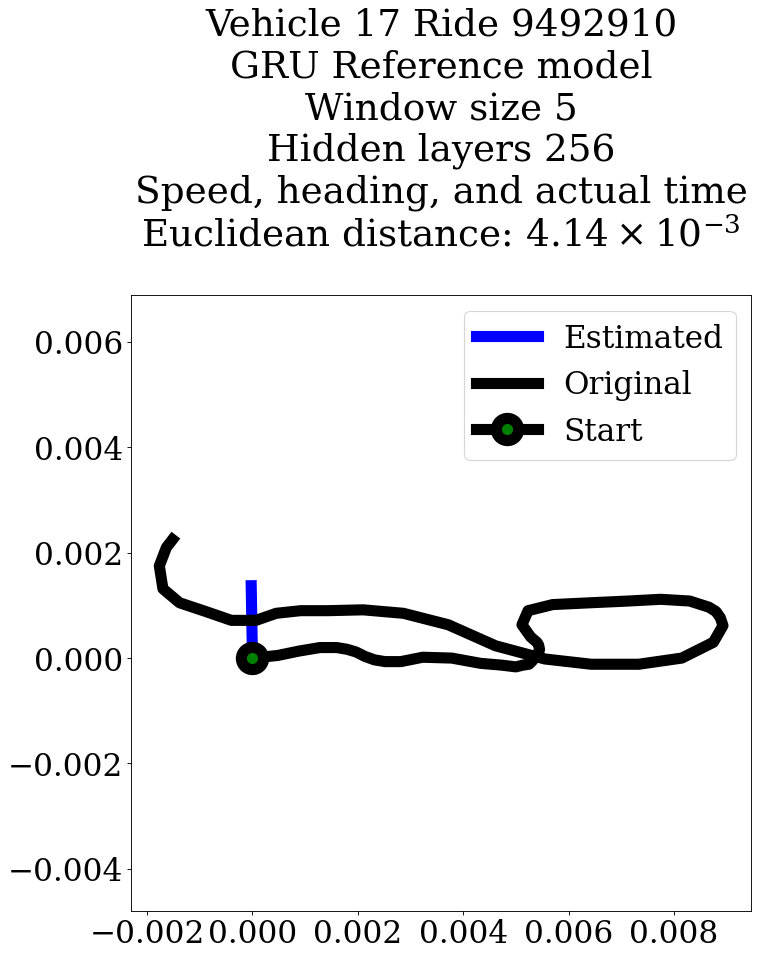 Vehicle 17 Ride 9492910
GRU Reference model
Window size 5
Hidden layers 256
Speed, heading, and actual time
Euclidean distance: 4.14 × 10⁻³
Estimated
Original
Start
0.006
0.004
0.002
0.000
−0.002
−0.004
−0.002 0.000 0.002 0.004 0.006 0.008